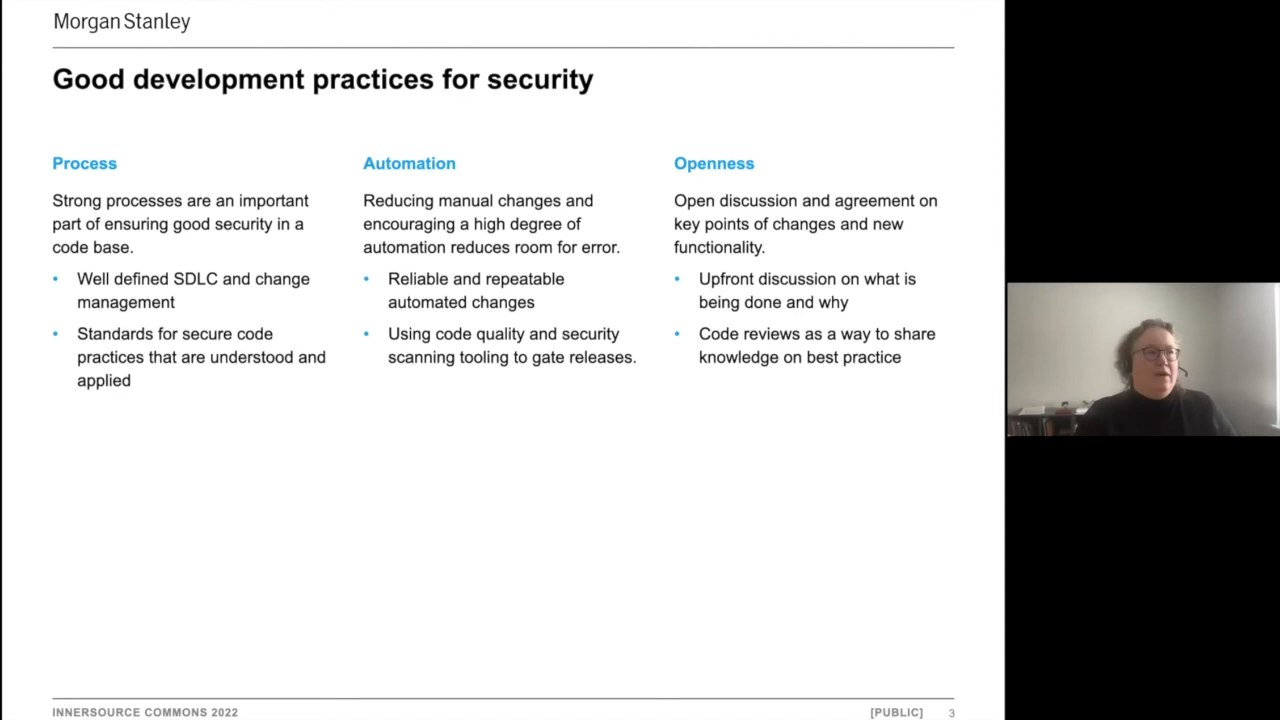 Morgan Stanley
Good development practices for security
Process
Strong processes are an important
part of ensuring good security in a
code base.
• Well defined SDLC and change
management
• Standards for secure code
practices that are understood and
applied
Automation
Reducing manual changes and
encouraging a high degree of
automation reduces room for error.
• Reliable and repeatable
automated changes
• Using code quality and security
scanning tooling to gate releases.
Openness
Open discussion and agreement on
key points of changes and new
functionality.
• Upfront discussion on what is
being done and why
• Code reviews as a way to share
knowledge on best practice
INNERSOURCE COMMONS 2022
[PUBLIC] 3